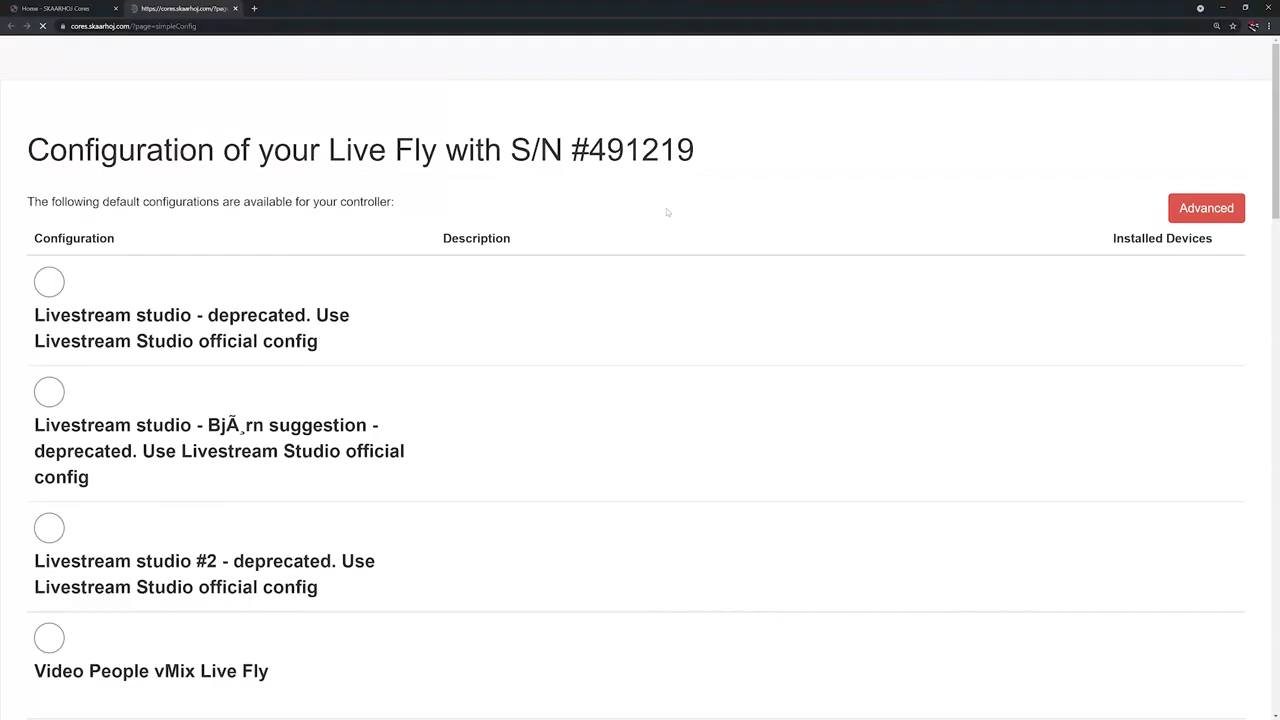 Home - SKAARHOJ Cores
https://cores.skaarhoj.com/?pag
cores.skaarhoj.com/?page=simpleConfig
Configuration of your Live Fly with S/N #491219
The following default configurations are available for your controller:
Advanced
Configuration Description Installed Devices
Livestream studio - deprecated. Use
Livestream Studio official config
Livestream studio - BjÃ¸rn suggestion -
deprecated. Use Livestream Studio official
config
Livestream studio #2 - deprecated. Use
Livestream Studio official config
Video People vMix Live Fly